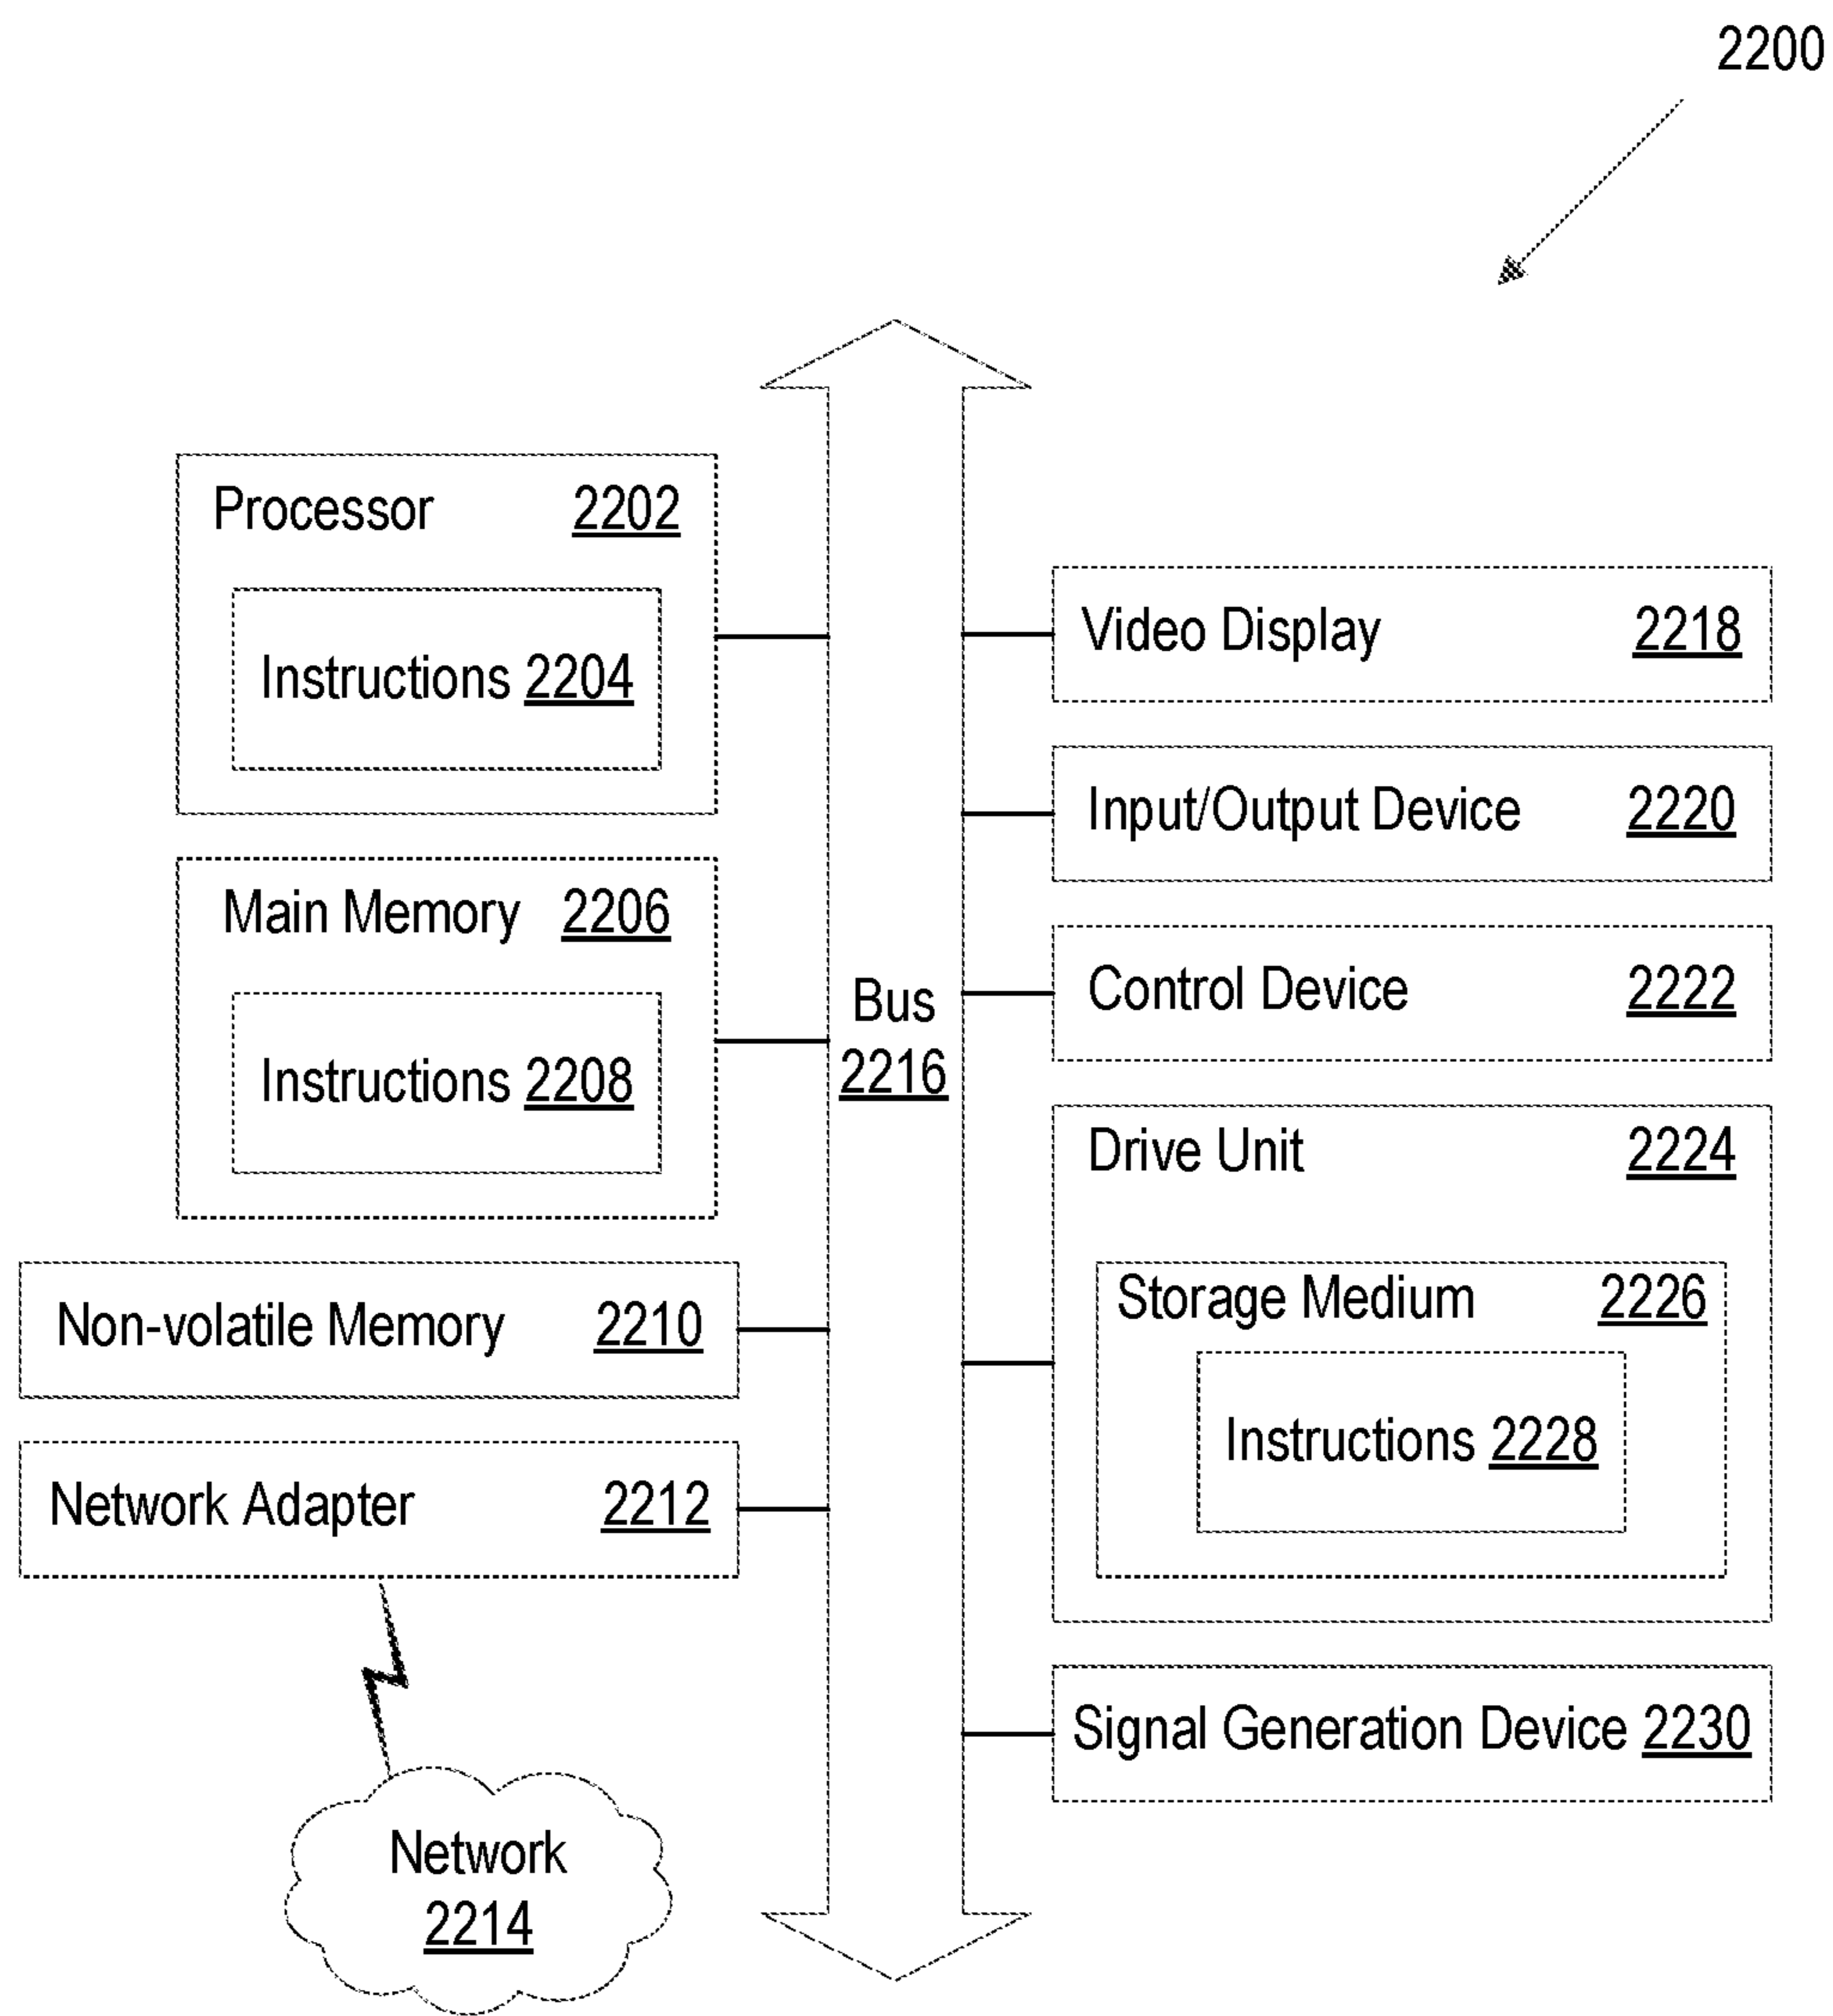 2200
Processor 2202
Instructions 2204
Main Memory 2206
Instructions 2208
Non-volatile Memory 2210
Network Adapter 2212
Network
2214
Bus
2216
Video Display 2218
Input/Output Device 2220
Control Device 2222
Drive Unit 2224
Storage Medium 2226
Instructions 2228
Signal Generation Device 2230